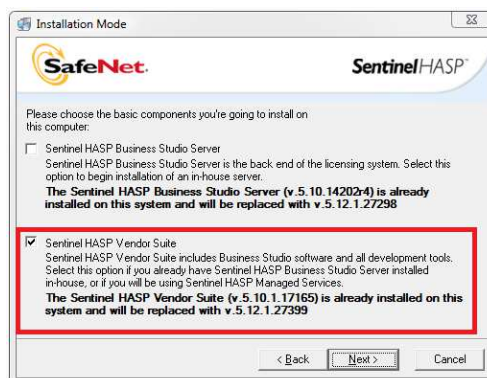 Installation Mode
SafeNet.
SentinelHASP
Please choose the basic components you're going to install on
this computer:
Sentinel HASP Business Studio Server
Sentinel HASP Business Studio Server is the back end of the licensing system. Select this
option to begin installation of an in-house server.
The Sentinel HASP Business Studio Server (v.5.10.14202r4) is already
installed on this system and will be replaced with v.5.12.1.27298
Sentinel HASP Vendor Suite
Sentinel HASP Vendor Suite includes Business Studio software and all development tools.
Select this option if you already have Sentinel HASP Business Studio Server installed
in-house, or if you will be using Sentinel HASP Managed Services.
The Sentinel HASP Vendor Suite (v.5.10.1.17165) is already installed on this
system and will be replaced with v.5.12.1.27399
< Back
Next >
Cancel